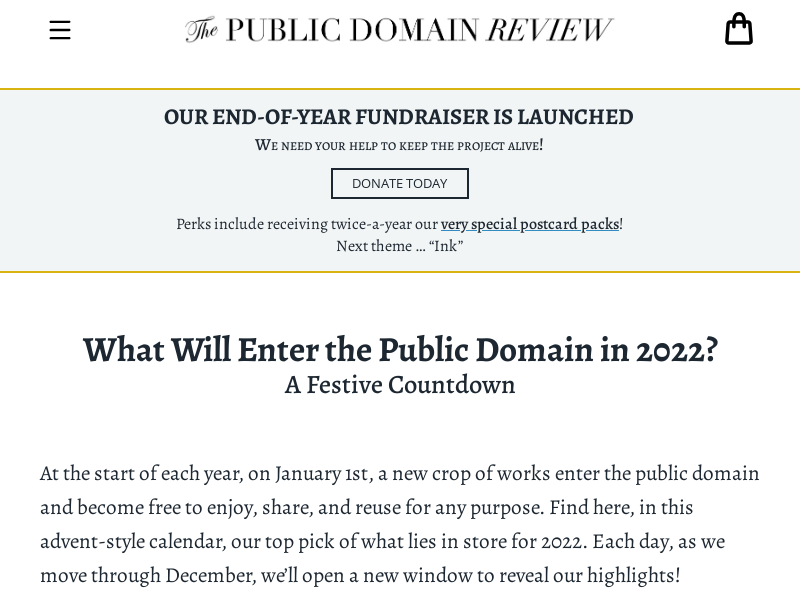 The PUBLIC DOMAIN REVIEW
OUR END-OF-YEAR FUNDRAISER IS LAUNCHED
We need your help to keep the project alive!
DONATE TODAY
Perks include receiving twice-a-year our very special postcard packs!
Next theme ... “Ink”
What Will Enter the Public Domain in 2022?
A Festive Countdown
At the start of each year, on January 1st, a new crop of works enter the public domain
and become free to enjoy, share, and reuse for any purpose. Find here, in this
advent-style calendar, our top pick of what lies in store for 2022. Each day, as we
move through December, we’ll open a new window to reveal our highlights!